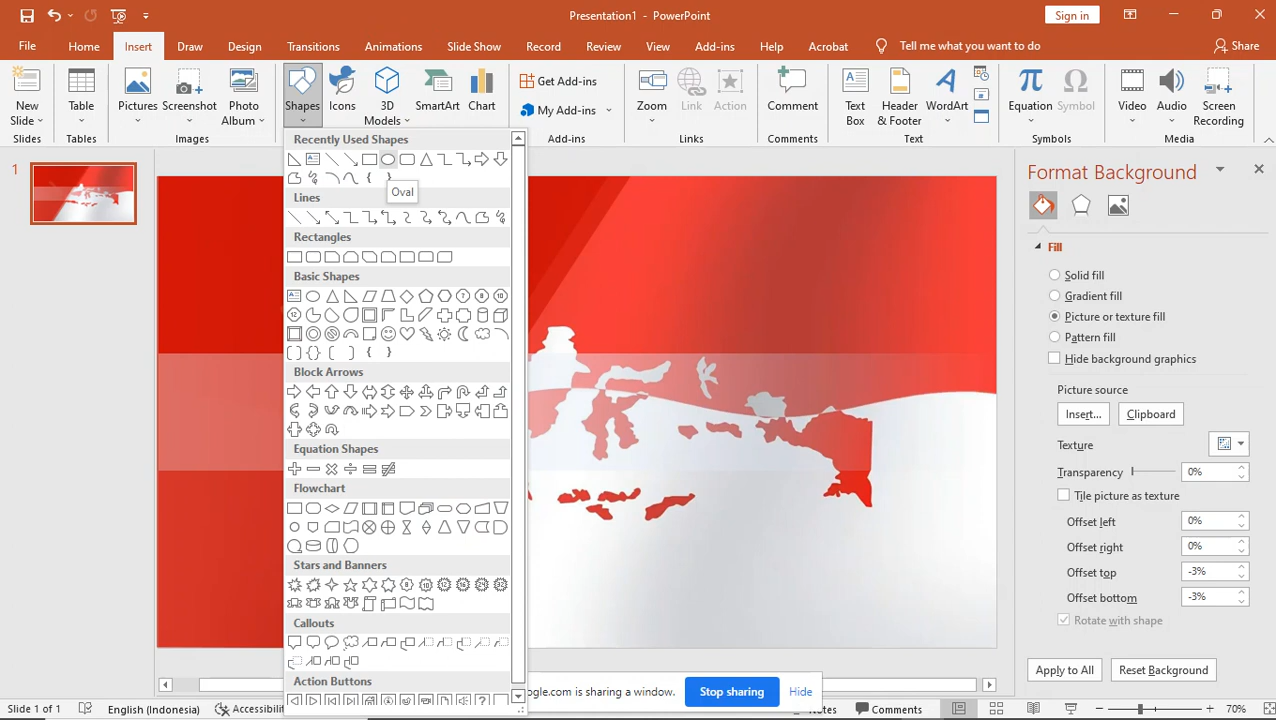 Presentation1 - PowerPoint
Sign in
File
Home
Insert
Draw
Design
Transitions
Animations
Slide Show
Record
Review
View
Add-ins
Help
Acrobat
Tell me what you want to do
Share
New Slide
Table
Pictures
Screenshot
Photo Album
Shapes
Icons
3D Models
SmartArt
Chart
Get Add-ins
My Add-ins
Zoom
Link
Action
Comment
Text Box
Header & Footer
WordArt
Equation
Symbol
Video
Audio
Screen Recording
Slides
Tables
Images
Add-ins
Links
Comments
Text
Symbols
Media
Recently Used Shapes
Oval
Lines
Rectangles
Basic Shapes
Block Arrows
Equation Shapes
Flowchart
Stars and Banners
Callouts
Action Buttons
1
Format Background
Fill
Solid fill
Gradient fill
Picture or texture fill
Pattern fill
Hide background graphics
Picture source
Insert...
Clipboard
Texture
Transparency
0%
Tile picture as texture
Offset left
0%
Offset right
0%
Offset top
-3%
Offset bottom
-3%
Rotate with shape
Apply to All
Reset Background
ogle.com is sharing a window.
Stop sharing
Hide
Slide 1 of 1
English (Indonesia)
Accessibili
Notes
Comments
70%